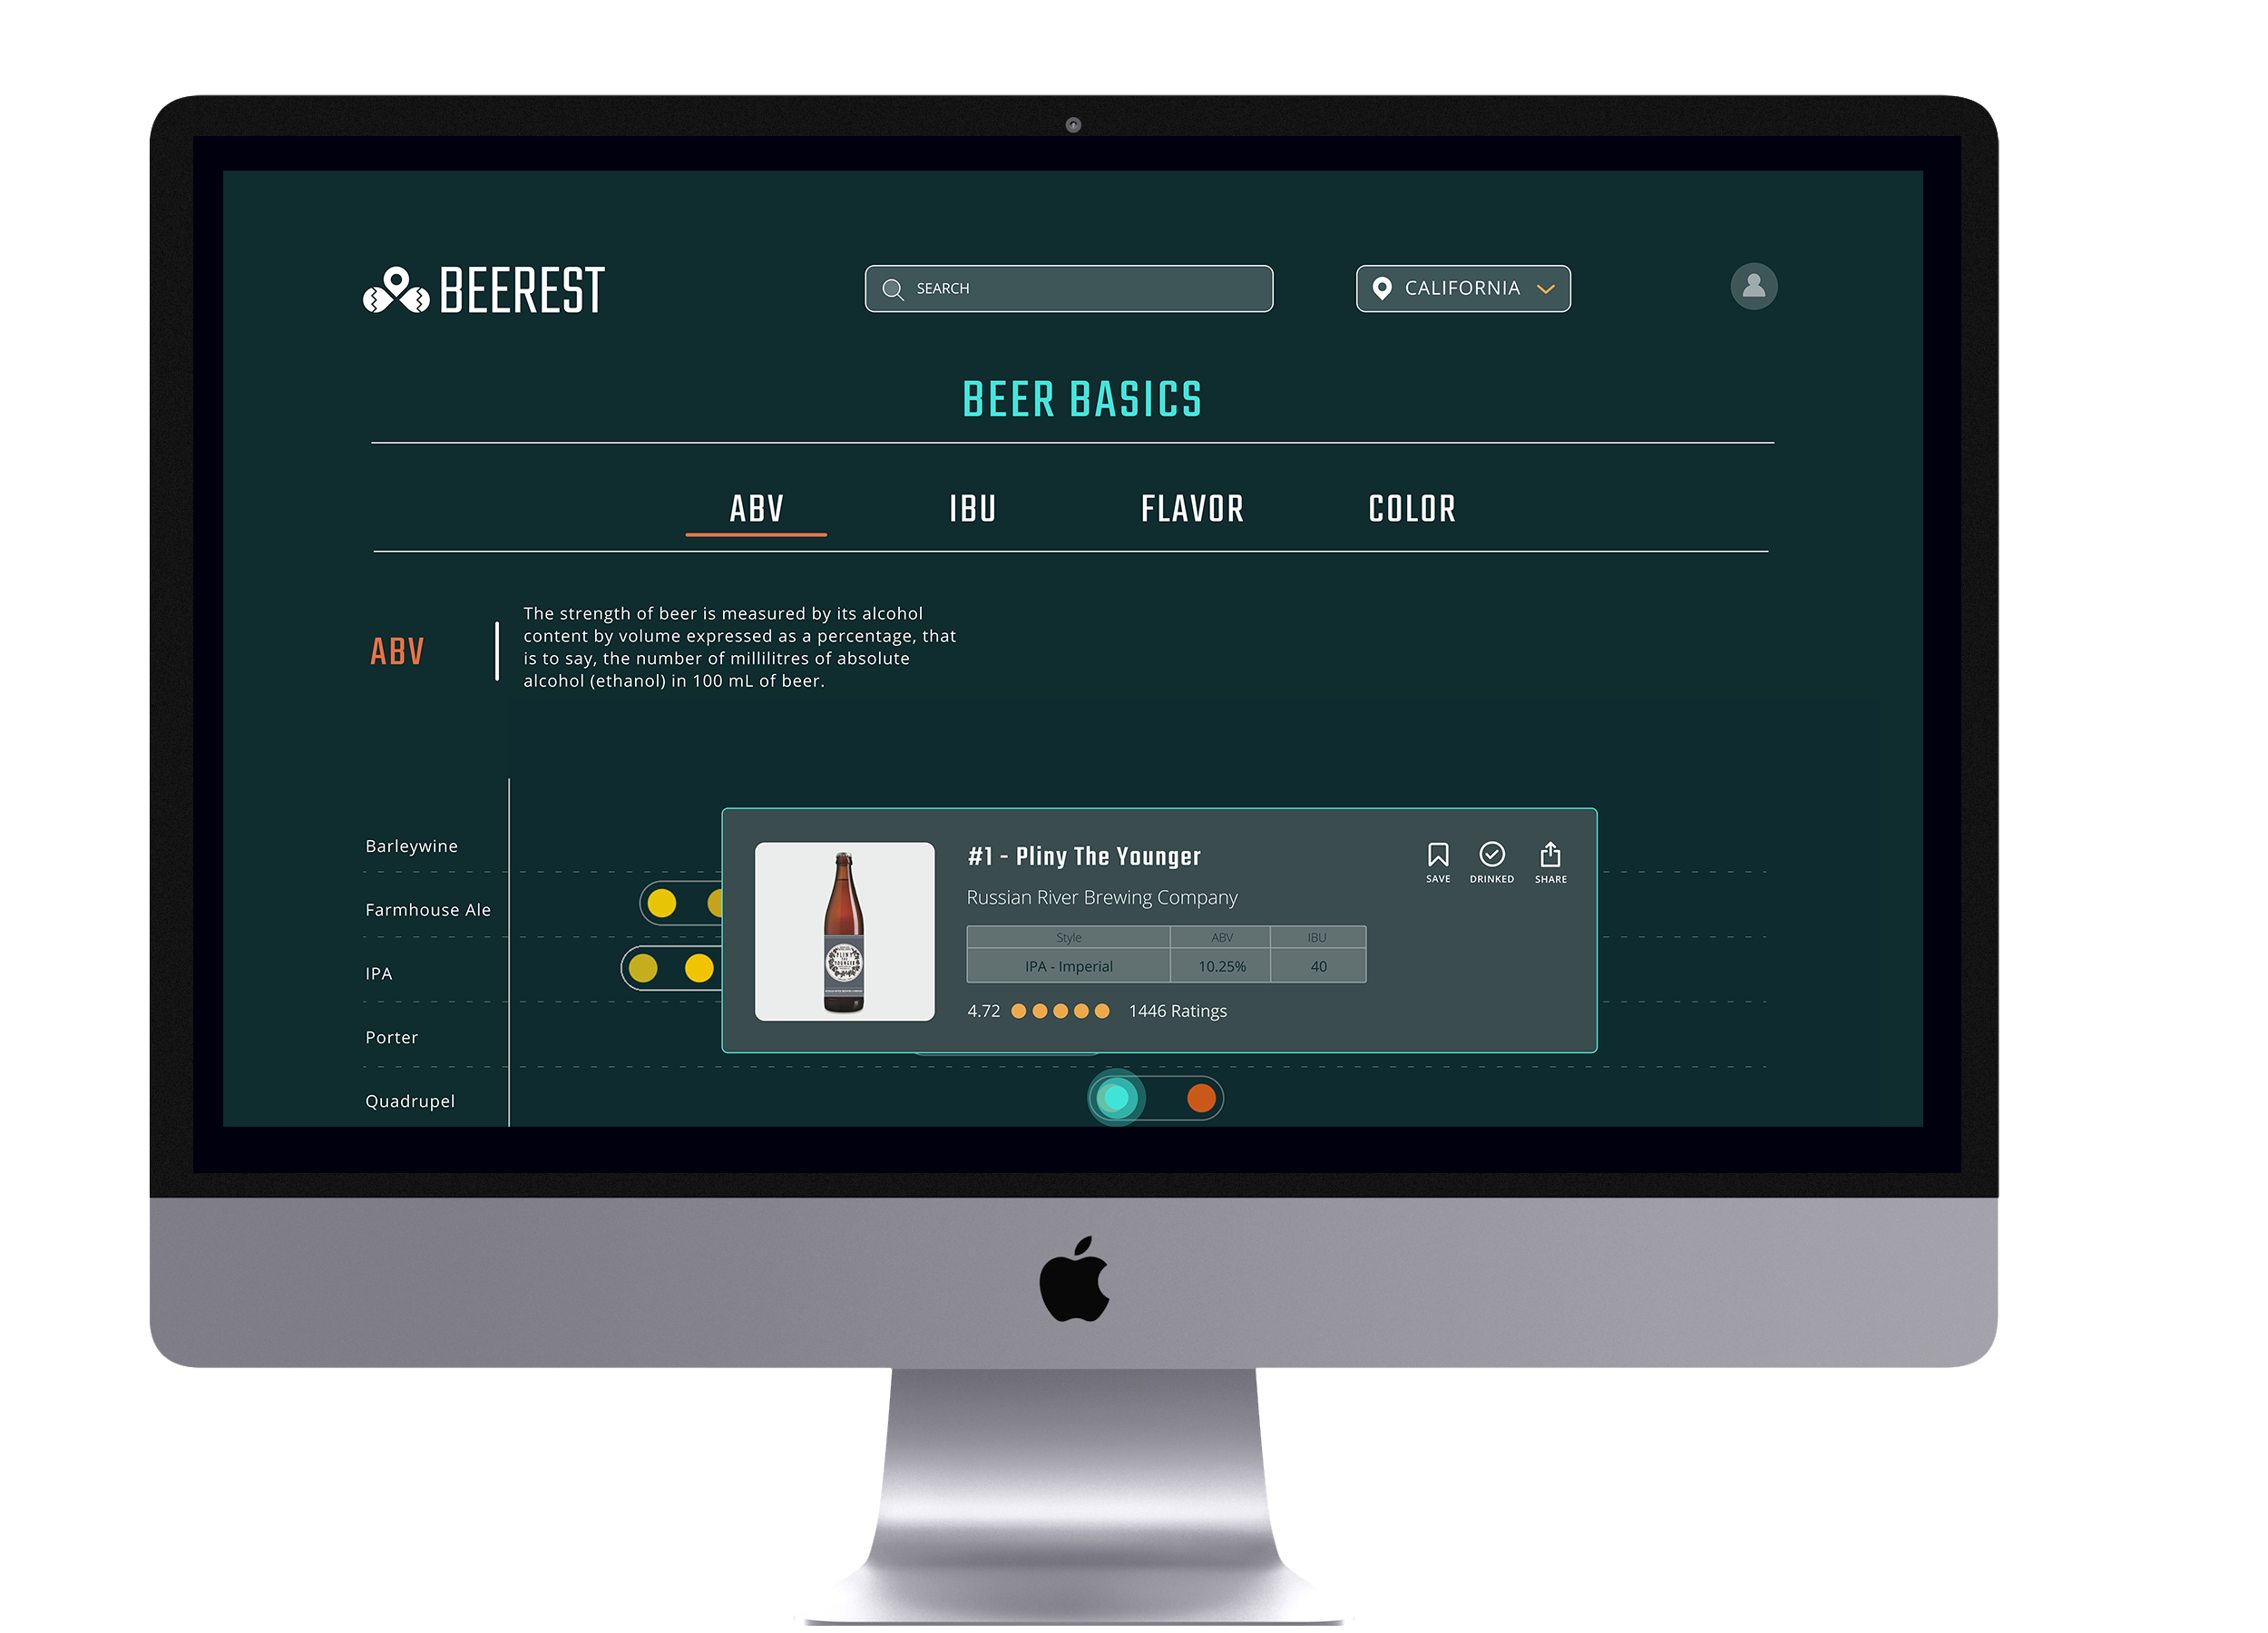 BEEREST
SEARCH
CALIFORNIA
BEER BASICS
ABV
IBU
FLAVOR
COLOR
ABV
The strength of beer is measured by its alcohol
content by volume expressed as a percentage, that
is to say, the number of millilitres of absolute
alcohol (ethanol) in 100 mL of beer.
Barleywine
Farmhouse Ale
IPA
Porter
Quadrupel
#1 - Pliny The Younger
Russian River Brewing Company
SAVE
DRINKED
SHARE
Style ABV IBU
IPA - Imperial 10.25% 40
4.72 1446 Ratings
PLINY
THE
YOUNGER